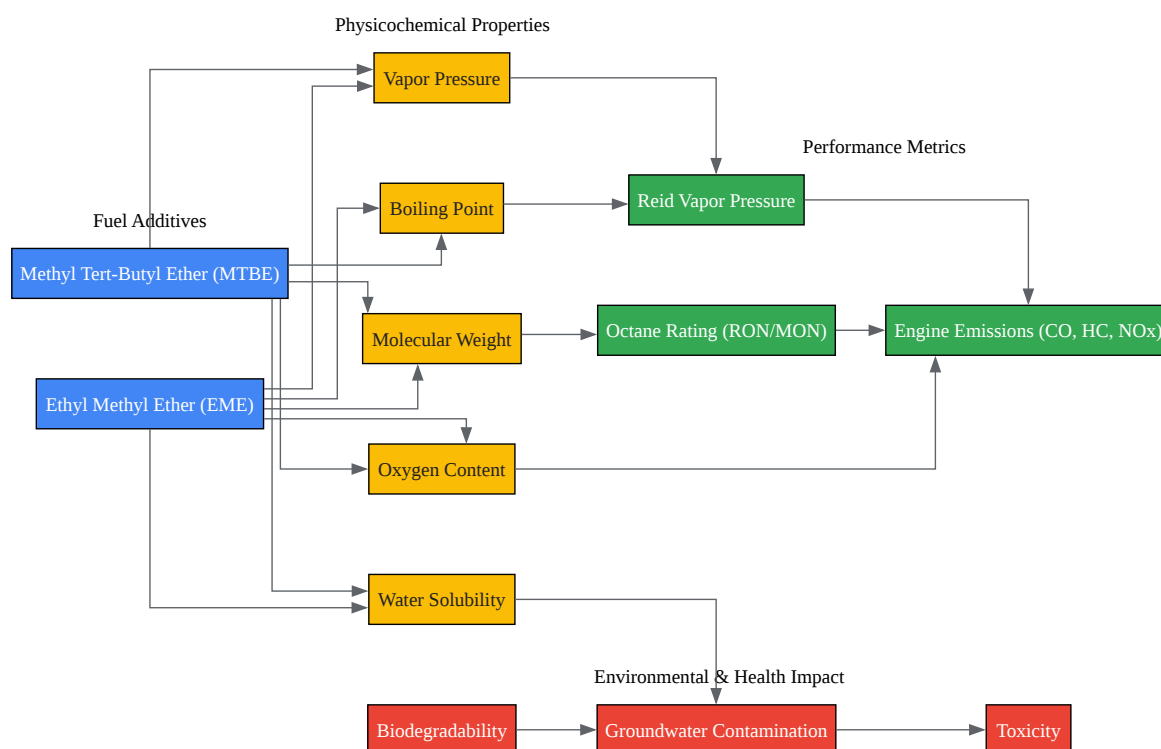 Physicochemical Properties
Vapor Pressure
Performance Metrics
Boiling Point
Reid Vapor Pressure
Fuel Additives
Methyl Tert-Butyl Ether (MTBE)
Molecular Weight
Octane Rating (RON/MON)
Engine Emissions (CO, HC, NOx)
Ethyl Methyl Ether (EME)
Oxygen Content
Water Solubility
Environmental & Health Impact
Biodegradability
Groundwater Contamination
Toxicity